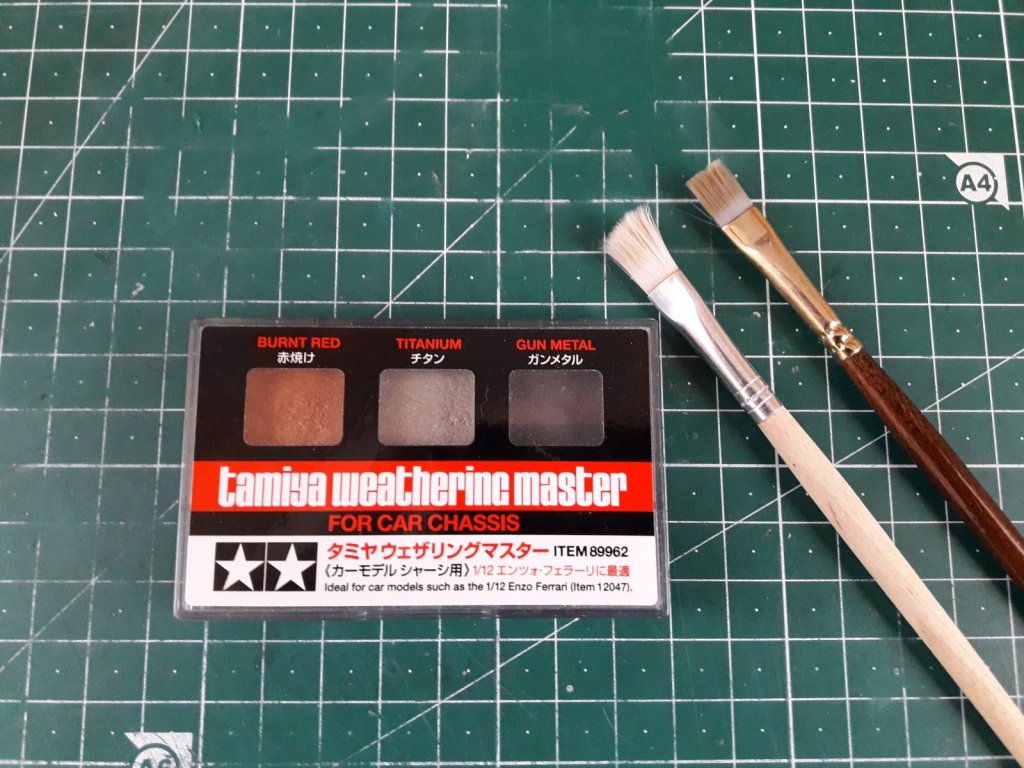 A4
BURNT RED
赤焼け
TITANIUM
チタン
GUN METAL
ガンメタル
tamiya weathering master
FOR CAR CHASSIS
タミヤ ウェザリングマスター ITEM 89962
《カーモデル シャーシ用》 1/12 エンツォ・フェラーリに最適
Ideal for car models such as the 1/12 Enzo Ferrari (Item 12047).
A6